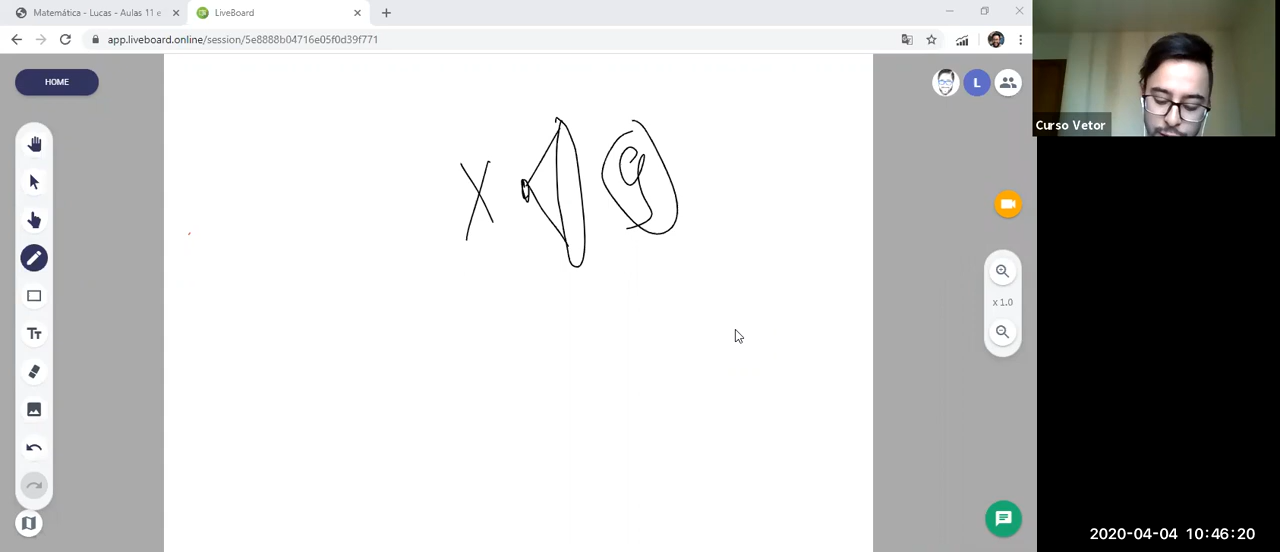 Matemática - Lucas - Aulas 11 e
LiveBoard
app.liveboard.online/session/5e8888b04716e05f0d39f771
HOME
L
Curso Vetor
X
Tт
x 1.0
2020-04-04 10:46:20